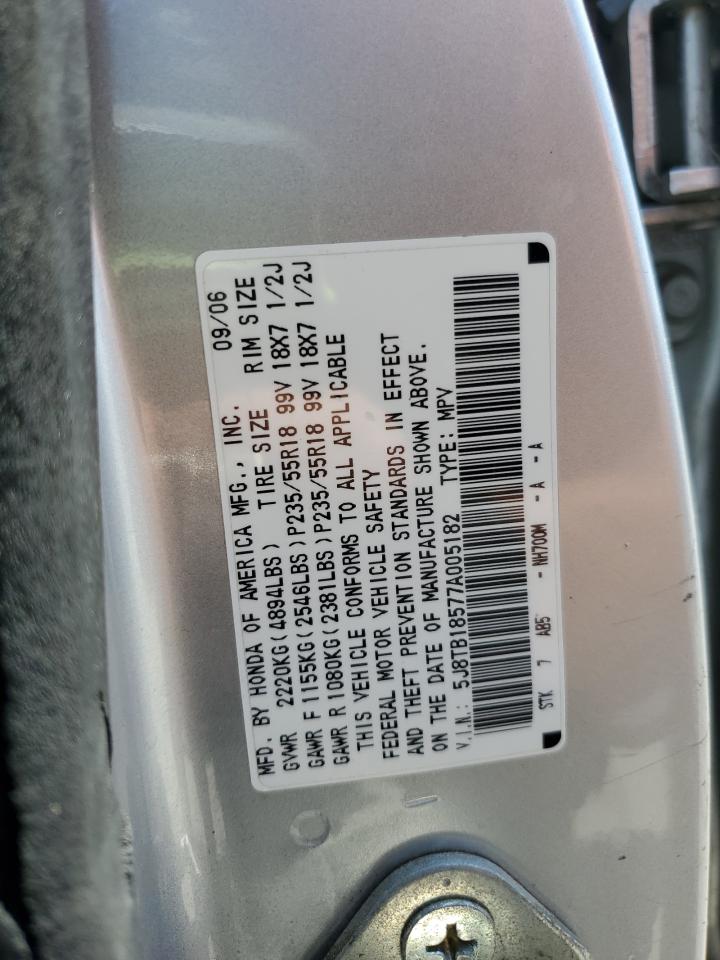 MFD. BY HONDA OF AMERICA MFG., INC. 09/06
GVWR 2220KG(4894LBS) TIRE SIZE RIM SIZE
GAWR F 1155KG(2546LBS)P235/55R18 99V 18X7 1/2J
GAWR R 1080KG(2381LBS)P235/55R18 99V 18X7 1/2J
THIS VEHICLE CONFORMS TO ALL APPLICABLE
FEDERAL MOTOR VEHICLE SAFETY
AND THEFT PREVENTION STANDARDS IN EFFECT
ON THE DATE OF MANUFACTURE SHOWN ABOVE.
V.I.N.: 5J8TB18577A005182 TYPE: MPV
STK 7 AB5 - NH700M - A - A